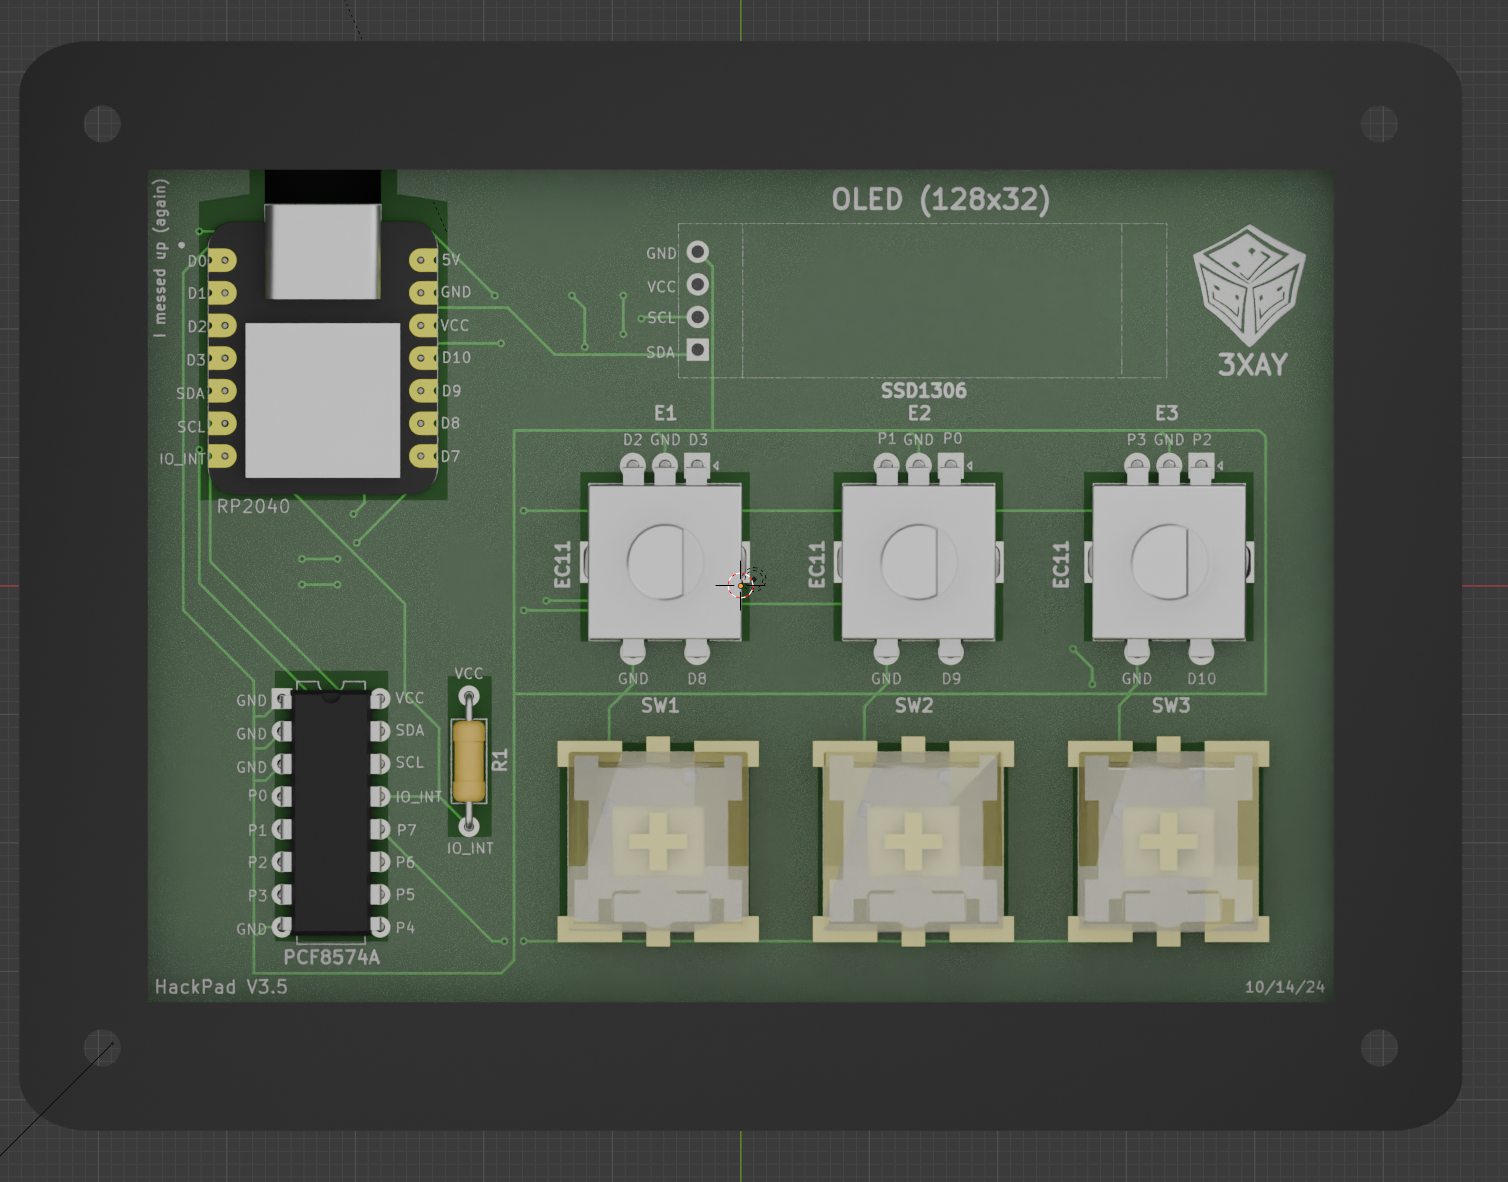 I messed up (again)
OLED (128x32)
D0
D1
D2
D3
SDA
SCL
IO_INT
5V
GND
VCC
D10
D9
D8
D7
RP2040
GND
VCC
SCL
SDA
SSD1306
3XAY
E1
D2 GND D3
EC11
GND D8
E2
P1 GND P0
EC11
GND D9
E3
P3 GND P2
EC11
GND D10
SW1
SW2
SW3
GND
GND
GND
P0
P1
P2
P3
GND
VCC
SDA
SCL
IO_INT
P7
P6
P5
P4
PCF8574A
VCC
R1
IO_INT
HackPad V3.5
10/14/24